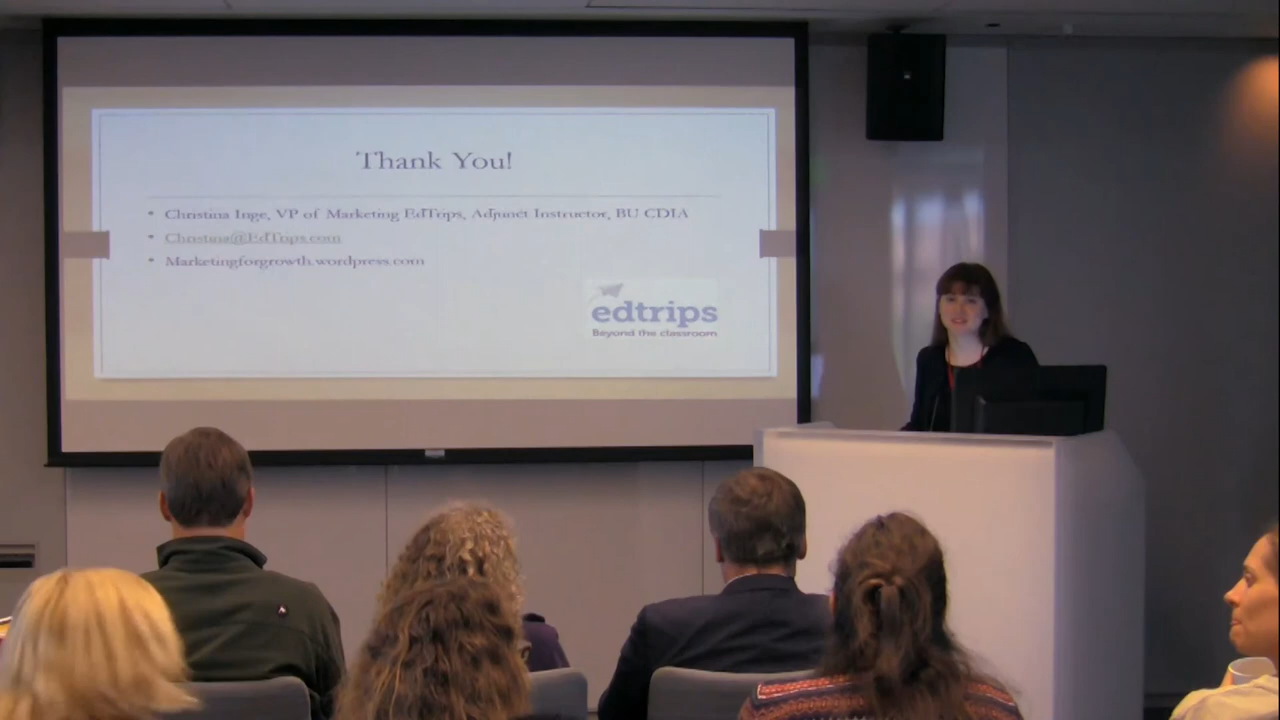 Thank You!
• Christina Inge, VP of Marketing EdTrips, Adjunct Instructor, BU CDIA
• Christina@EdTrips.com
• Marketingforgrowth.wordpress.com
edtrips
Beyond the classroom